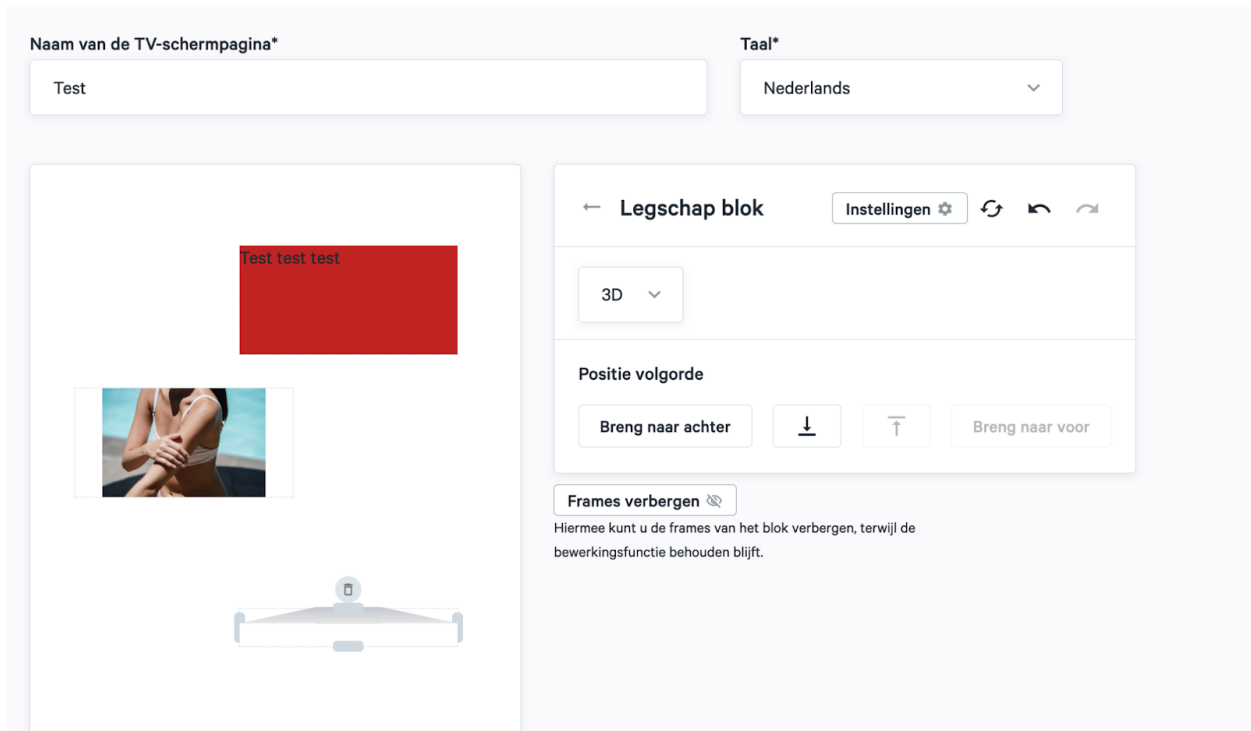 Naam van de TV-schermpagina*
Taal*
Test
Nederlands
Legschap blok
Instellingen
Test test test
3D
Positie volgorde
Breng naar achter
Breng naar voor
Frames verbergen
Hiermee kunt u de frames van het blok verbergen, terwijl de
bewerkingsfunctie behouden blijft.